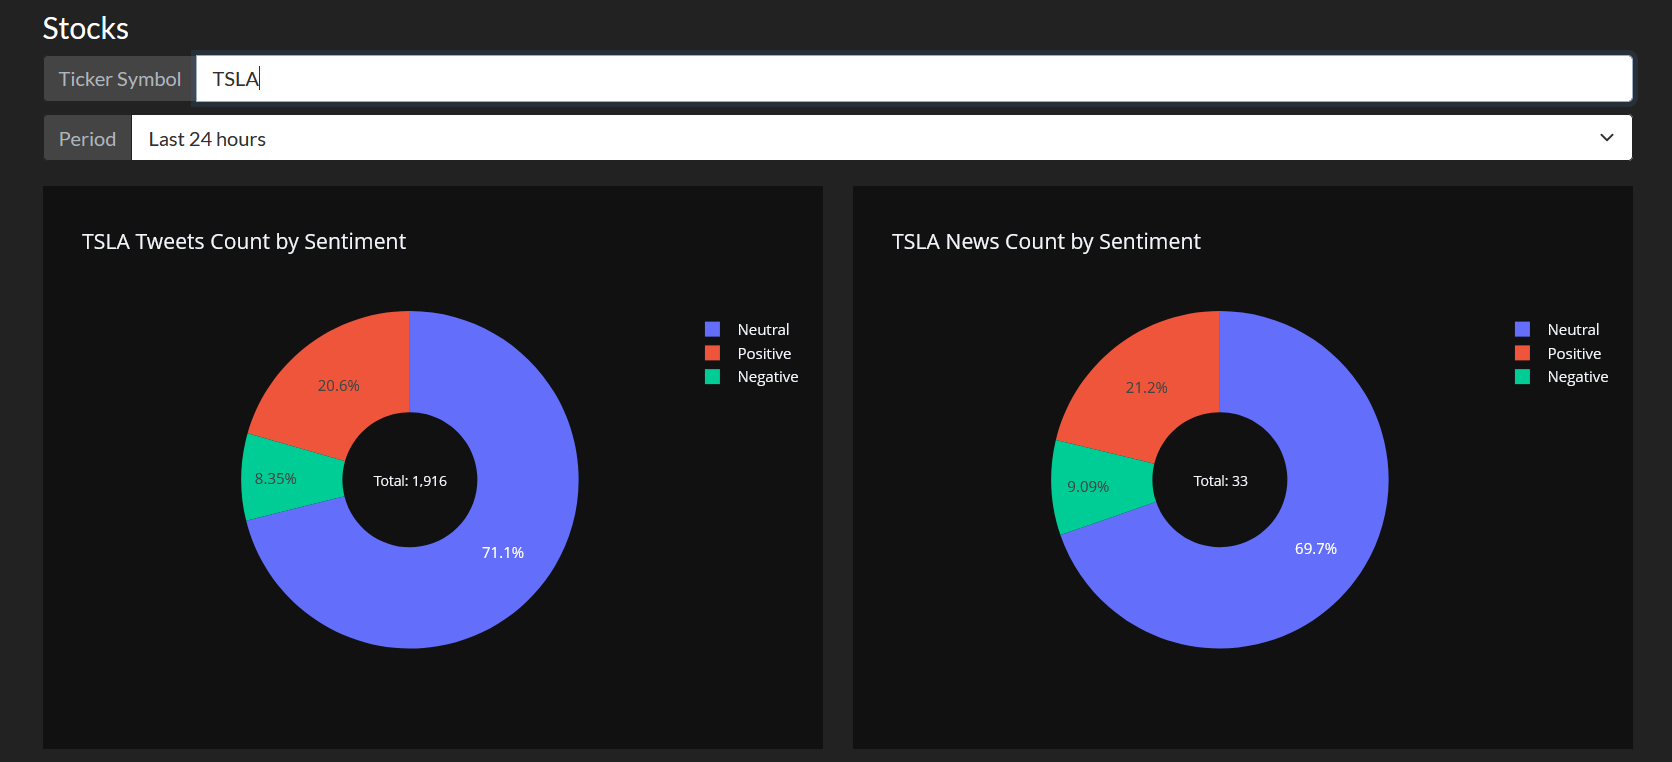 Stocks
Ticker Symbol TSLA
Period Last 24 hours
TSLA Tweets Count by Sentiment
Neutral
Positive
Negative
20.6%
8.35%
Total: 1,916
71.1%
TSLA News Count by Sentiment
Neutral
Positive
Negative
21.2%
9.09%
Total: 33
69.7%